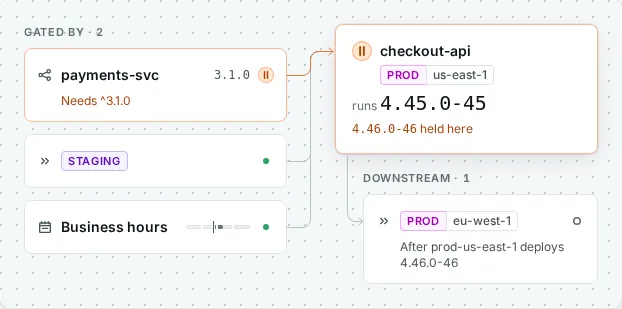 GATED BY · 2
payments-svc 3.1.0
Needs ^3.1.0
STAGING
Business hours
checkout-api
PROD us-east-1
runs 4.45.0-45
4.46.0-46 held here
DOWNSTREAM · 1
PROD eu-west-1
After prod-us-east-1 deploys
4.46.0-46